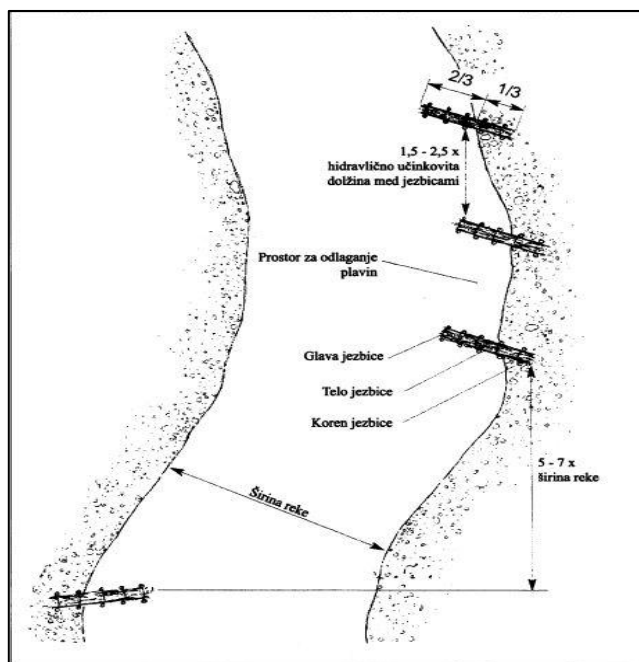 2/3
1/3
1,5 - 2,5 x
hidravlično učinkovita
dolžina med jezbicami
Prostor za odlaganje
plavin
Glava jezbice
Telo jezbice
Koren jezbice
5 - 7 x
širina reke
Širina reke